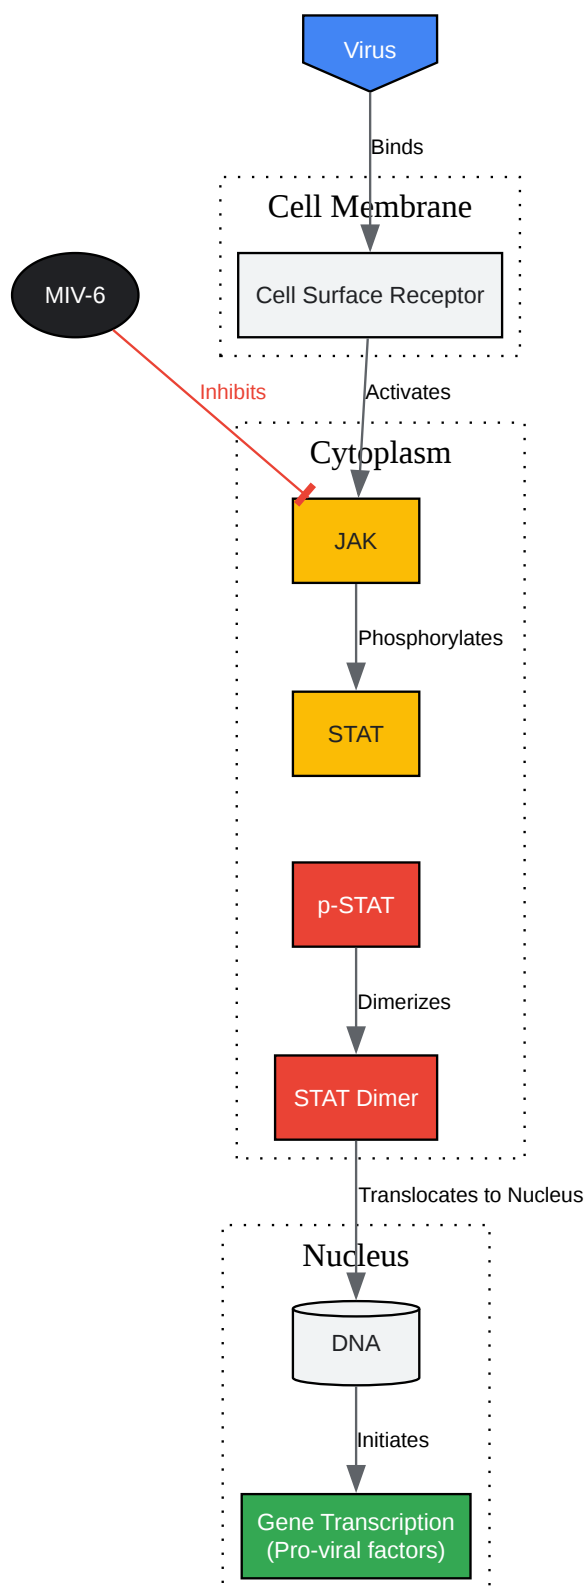 Virus
Binds
Cell Membrane
MIV-6
Cell Surface Receptor
Inhibits
Activates
Cytoplasm
JAK
Phosphorylates
STAT
p-STAT
Dimerizes
STAT Dimer
Translocates to Nucleus
Nucleus
DNA
Initiates
Gene Transcription
(Pro-viral factors)